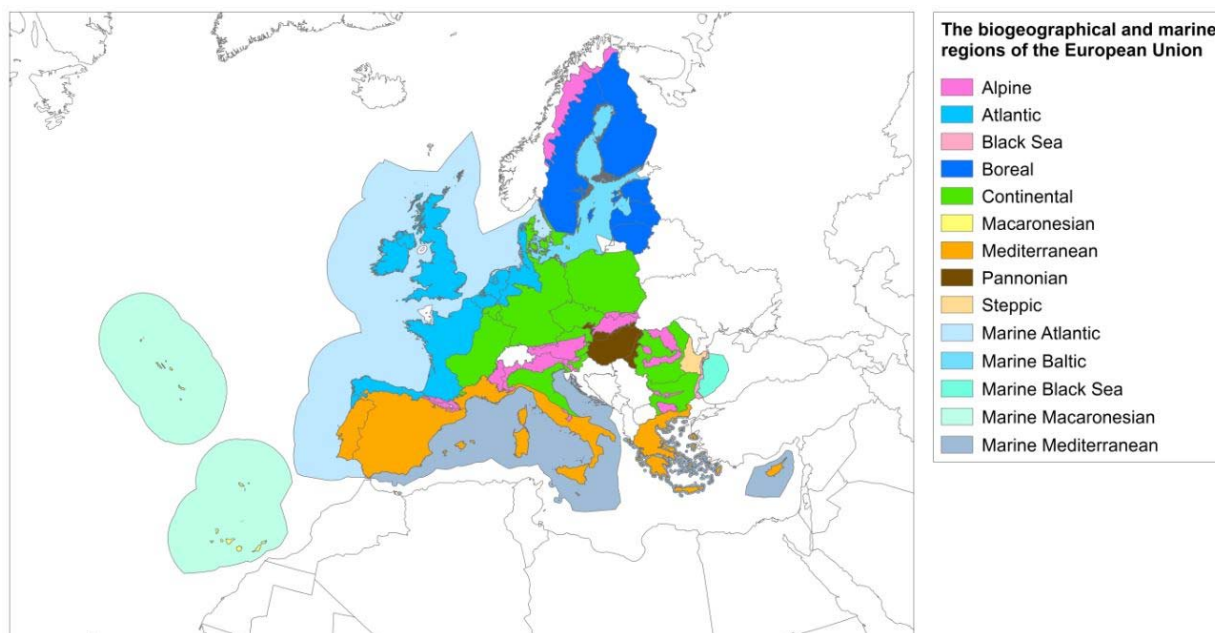 The biogeographical and marine
regions of the European Union
Alpine
Atlantic
Black Sea
Boreal
Continental
Macaronesian
Mediterranean
Pannonian
Steppic
Marine Atlantic
Marine Baltic
Marine Black Sea
Marine Macaronesian
Marine Mediterranean